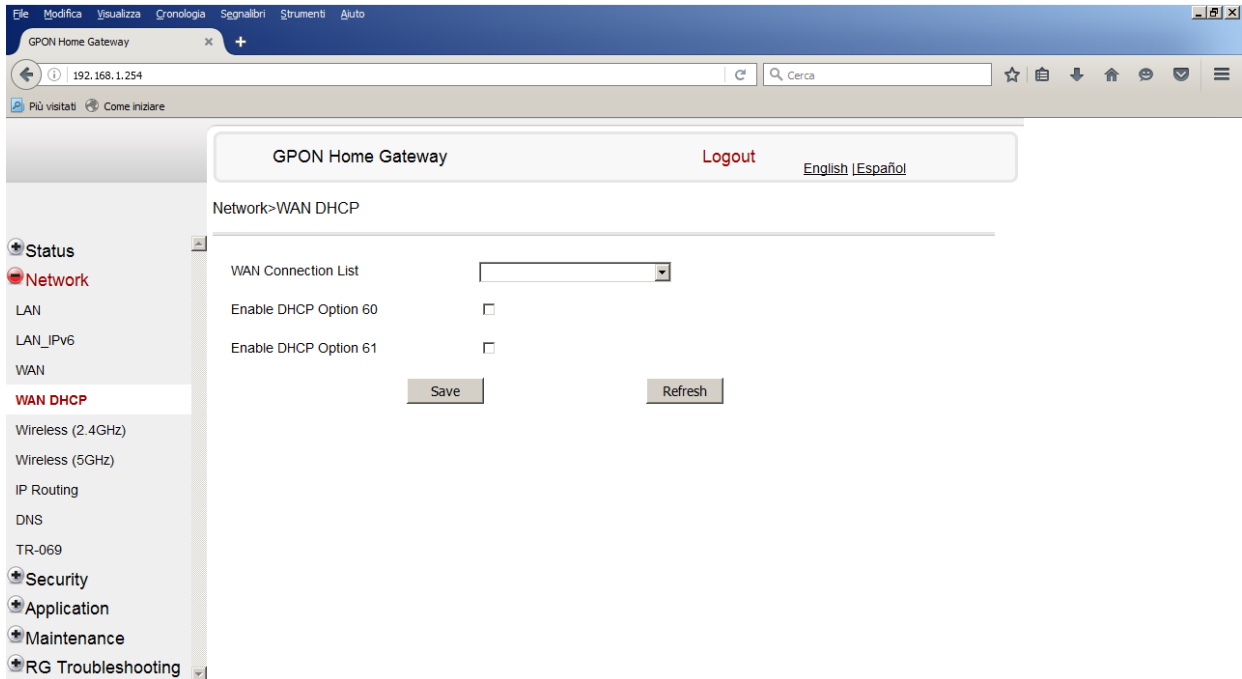 File Modifica Visualizza Cronologia Segnalibri Strumenti Aiuto
GPON Home Gateway
192.168.1.254
Cerca
Più visitati Come iniziare
GPON Home Gateway
Logout
English | Español
Network>WAN DHCP
Status
Network
LAN
LAN_IPv6
WAN
WAN DHCP
Wireless (2.4GHz)
Wireless (5GHz)
IP Routing
DNS
TR-069
Security
Application
Maintenance
RG Troubleshooting
WAN Connection List
Enable DHCP Option 60
Enable DHCP Option 61
Save Refresh